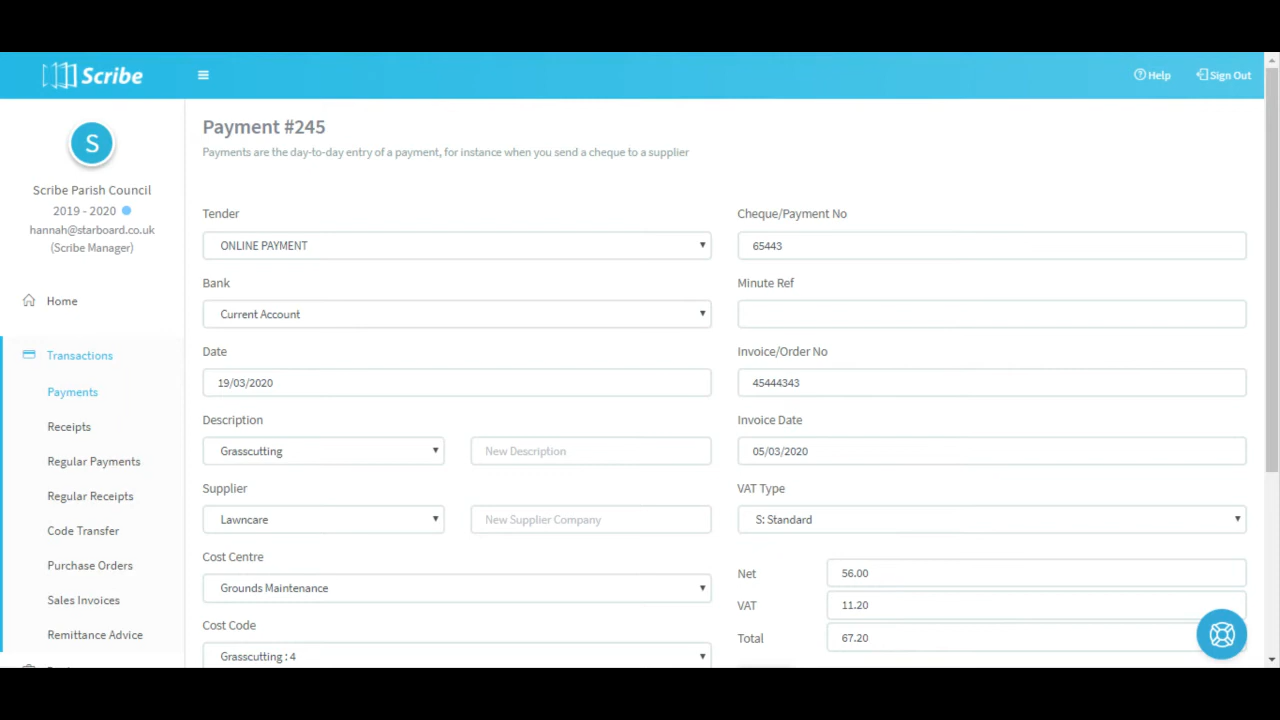 Scribe
Help
Sign Out
S
Scribe Parish Council
2019 - 2020
hannah@starboard.co.uk
(Scribe Manager)
Home
Transactions
Payments
Receipts
Regular Payments
Regular Receipts
Code Transfer
Purchase Orders
Sales Invoices
Remittance Advice
Payment #245
Payments are the day-to-day entry of a payment, for instance when you send a cheque to a supplier
Tender
ONLINE PAYMENT
Bank
Current Account
Date
19/03/2020
Description
Grasscutting
New Description
Supplier
Lawncare
New Supplier Company
Cost Centre
Grounds Maintenance
Cost Code
Grasscutting : 4
Cheque/Payment No
65443
Minute Ref
Invoice/Order No
45444343
Invoice Date
05/03/2020
VAT Type
S: Standard
Net
56.00
VAT
11.20
Total
67.20